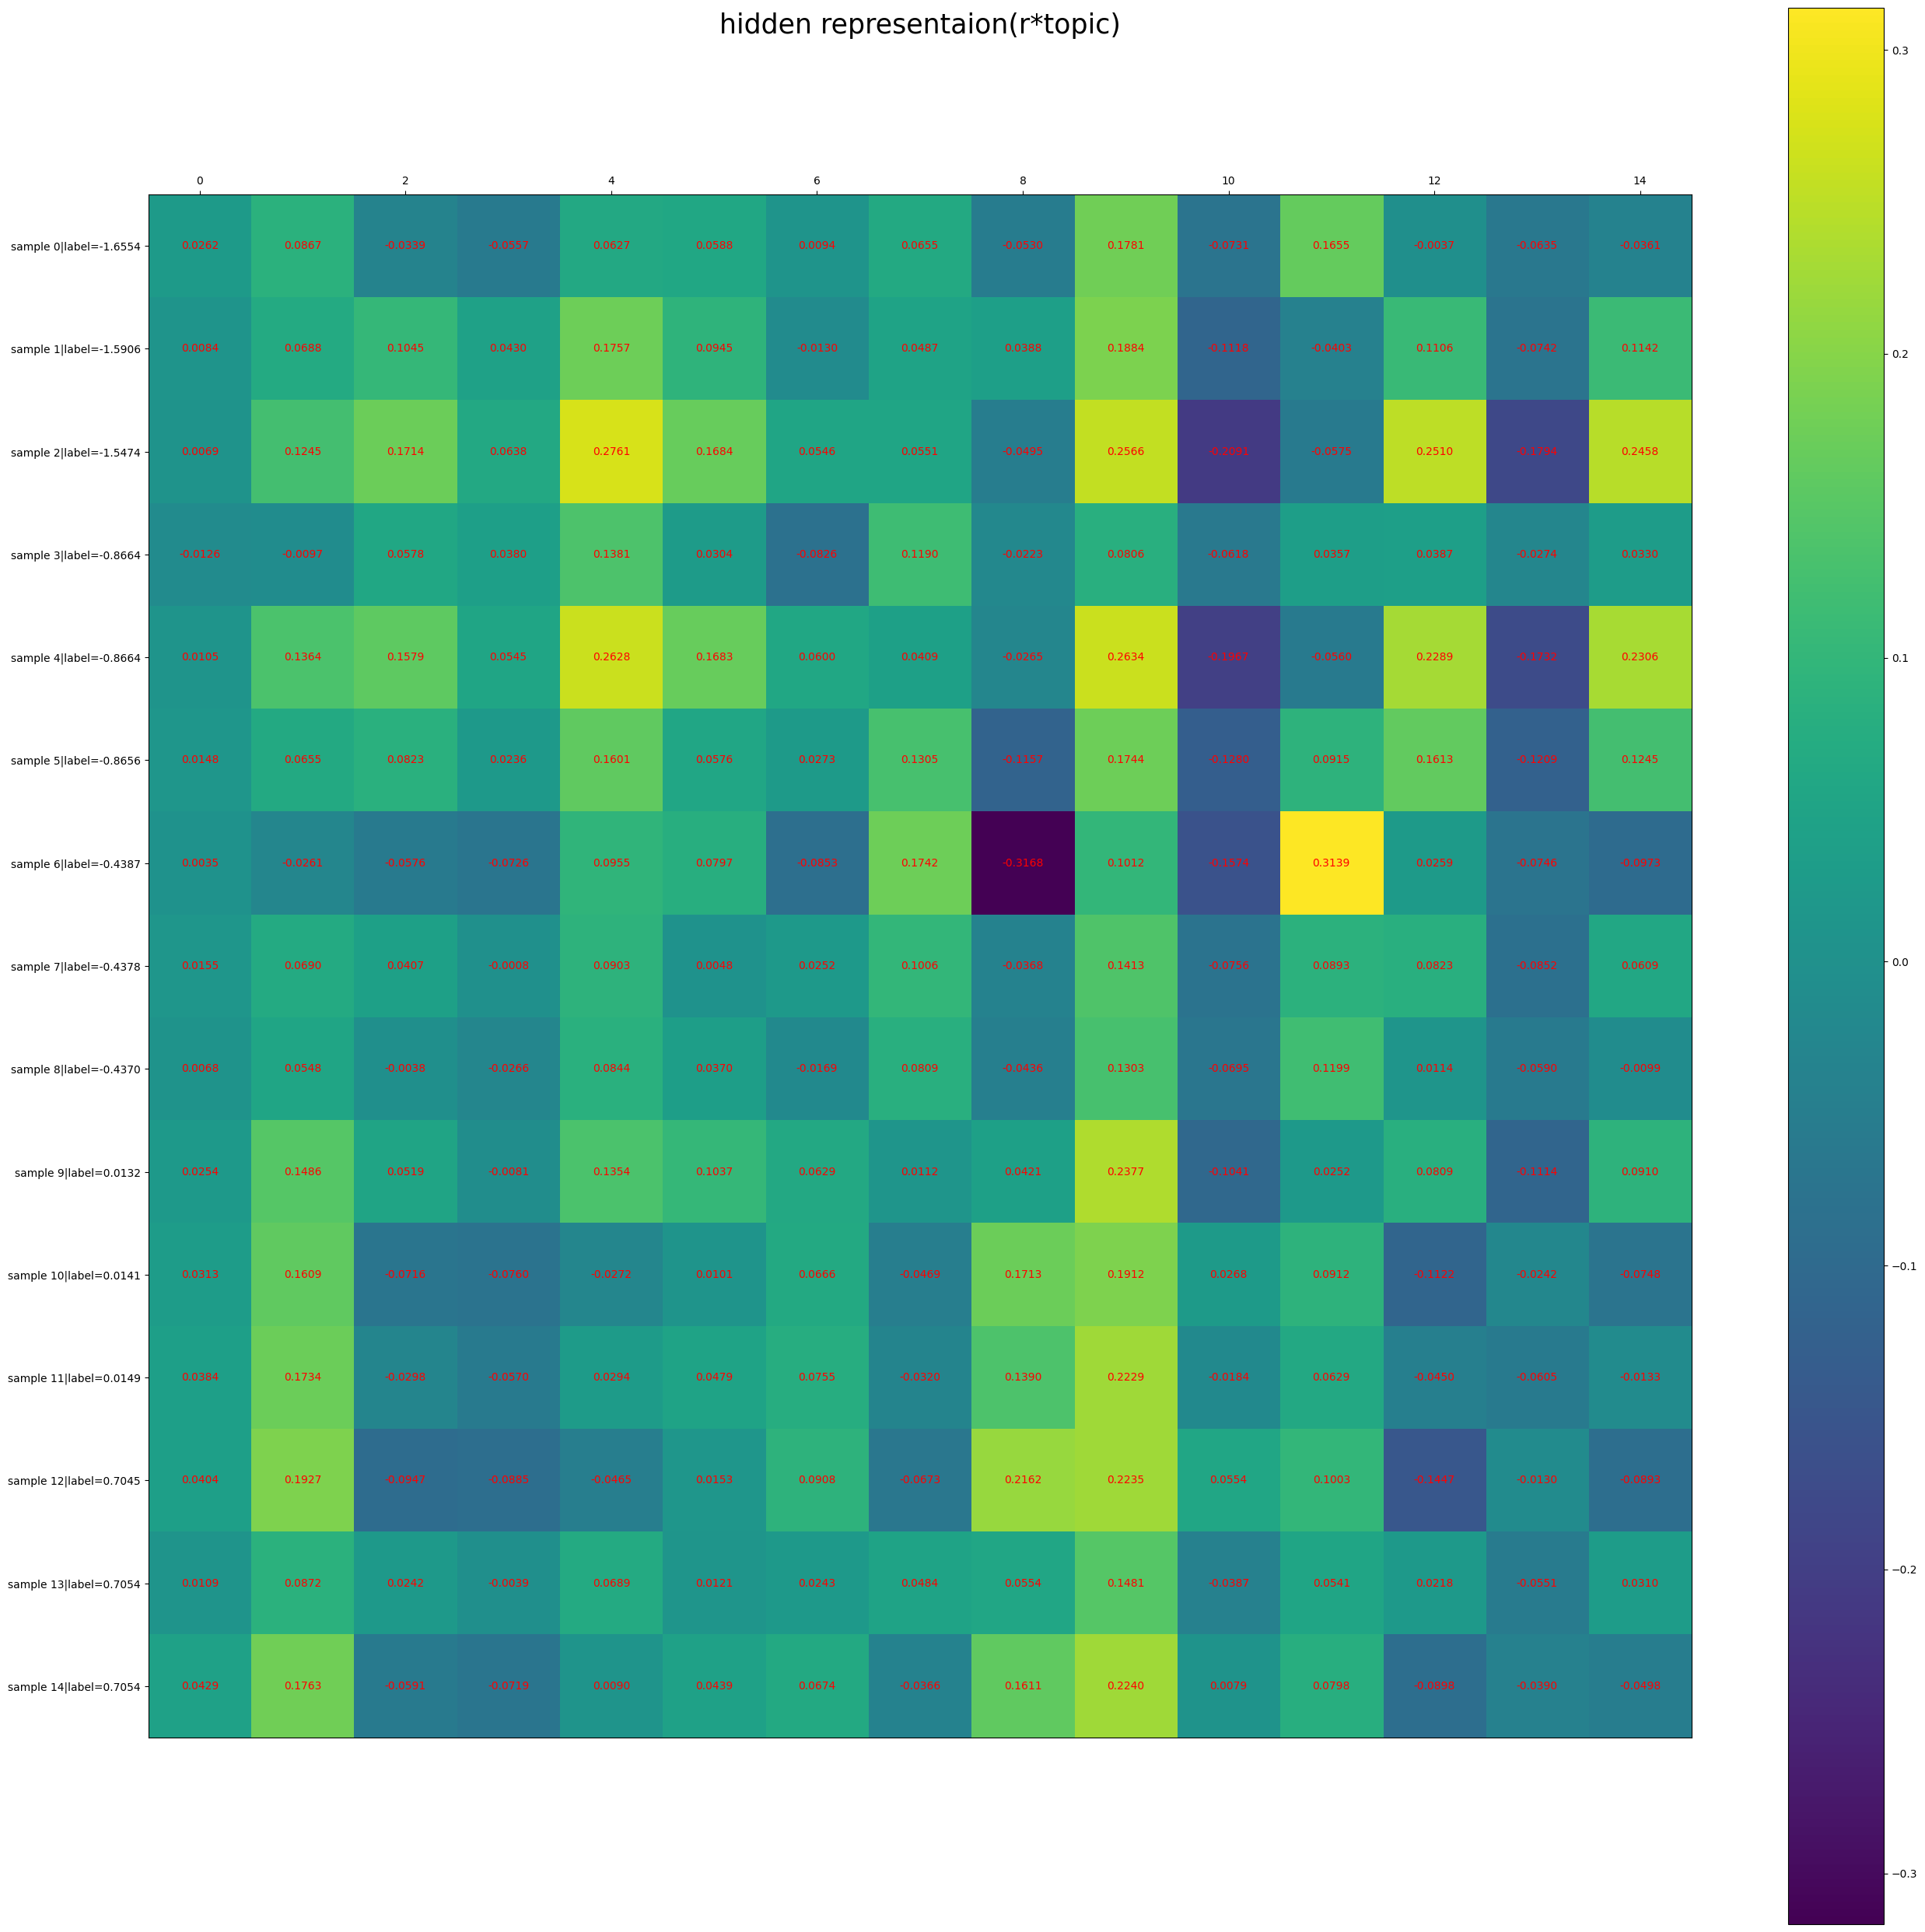 hidden representaion(r*topic)
0 2 4 6 8 10 12 14
sample 0|label=-1.6554 0.0262 0.0867 -0.0339 -0.0557 0.0627 0.0588 0.0094 0.0655 -0.0530 0.1781 -0.0731 0.1655 -0.0037 -0.0635 -0.0361
sample 1|label=-1.5906 0.0084 0.0688 0.1045 0.0430 0.1757 0.0945 -0.0130 0.0487 0.0388 0.1884 -0.1118 -0.0403 0.1106 -0.0742 0.1142
sample 2|label=-1.5474 0.0069 0.1245 0.1714 0.0638 0.2761 0.1684 0.0546 0.0551 -0.0495 0.2566 -0.0575 0.2510 0.2458
sample 3|label=-0.8664 -0.0126 -0.0097 0.0578 0.0380 0.1381 0.0304 -0.0826 0.1190 -0.0223 0.0806 -0.0618 0.0357 0.0387 -0.0274 0.0330
sample 4|label=-0.8664 0.0105 0.1364 0.1579 0.0545 0.2628 0.1683 0.0600 0.0409 -0.0265 0.2634 -0.0560 0.2289 0.2306
sample 5|label=-0.8656 0.0148 0.0655 0.0823 0.0236 0.1601 0.0576 0.0273 0.1305 -0.1157 0.1744 0.0915 0.1613 0.1245
sample 6|label=-0.4387 0.0035 -0.0261 -0.0576 -0.0726 0.0955 0.0797 -0.0853 0.1742 -0.3168 0.1012 0.3139 0.0259 -0.0746 -0.0973
sample 7|label=-0.4378 0.0155 0.0690 0.0407 -0.0008 0.0903 0.0048 0.0252 0.1006 -0.0368 0.1413 -0.0756 0.0893 0.0823 -0.0852 0.0609
sample 8|label=-0.4370 0.0068 0.0548 -0.0038 -0.0266 0.0844 0.0370 -0.0169 0.0809 -0.0436 0.1303 -0.0695 0.1199 0.0114 -0.0590 -0.0099
sample 9|label=0.0132 0.0254 0.1486 0.0519 -0.0081 0.1354 0.1037 0.0629 0.0112 0.0421 0.2377 -0.1041 0.0252 0.0809 -0.1114 0.0910
sample 10|label=0.0141 0.0313 0.1609 -0.0716 -0.0760 -0.0272 0.0101 0.0666 -0.0469 0.1713 0.1912 0.0268 0.0912 -0.1122 -0.0242 -0.0748
sample 11|label=0.0149 0.0384 0.1734 -0.0298 -0.0570 0.0294 0.0479 0.0755 -0.0320 0.1390 0.2229 -0.0184 0.0629 -0.0450 -0.0605 -0.0133
sample 12|label=0.7045 0.0404 0.1927 -0.0947 -0.0885 -0.0465 0.0153 0.0908 -0.0673 0.2162 0.2235 0.0554 0.1003 -0.1447 -0.0130 -0.0893
sample 13|label=0.7054 0.0109 0.0872 0.0242 -0.0039 0.0689 0.0121 0.0243 0.0484 0.0554 0.1481 -0.0387 0.0541 0.0218 -0.0551 0.0310
sample 14|label=0.7054 0.0429 0.1763 -0.0591 -0.0719 0.0090 0.0439 0.0674 -0.0366 0.1611 0.2240 0.0079 0.0798 -0.0898 -0.0390 -0.0498
0.3
0.2
0.1
0.0
−0.1
−0.2
−0.3